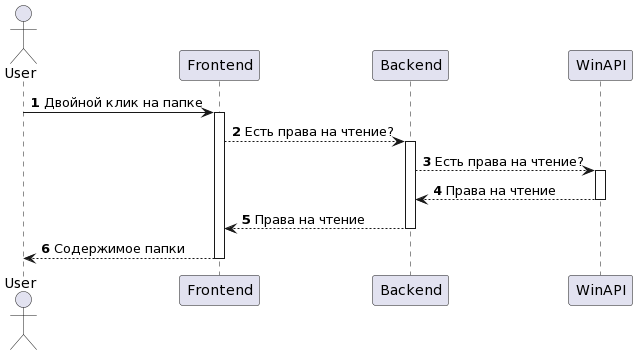 User
Frontend
Backend
WinAPI
1 Двойной клик на папке
2 Есть права на чтение?
3 Есть права на чтение?
4 Права на чтение
5 Права на чтение
6 Содержимое папки
User
Frontend
Backend
WinAPI